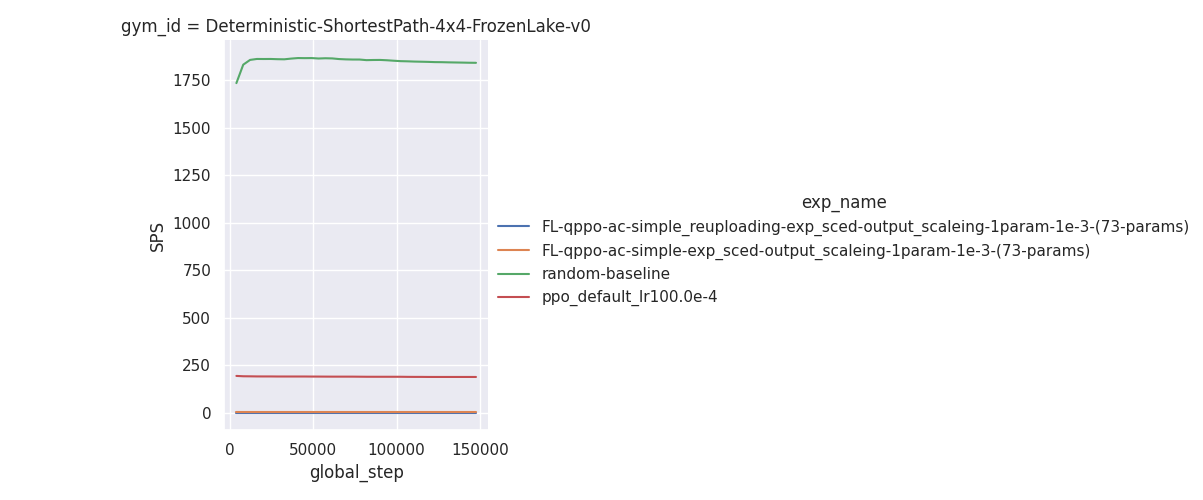 gym_id = Deterministic-ShortestPath-4x4-FrozenLake-v0
1750
1500
1250
1000
750
500
250
0
SPS
0
50000
100000
150000
global_step
exp_name
FL-qppo-ac-simple_reuploading-exp_sced-output_scaleing-1param-1e-3-(73-params)
FL-qppo-ac-simple-exp_sced-output_scaleing-1param-1e-3-(73-params)
random-baseline
ppo_default_lr100.0e-4